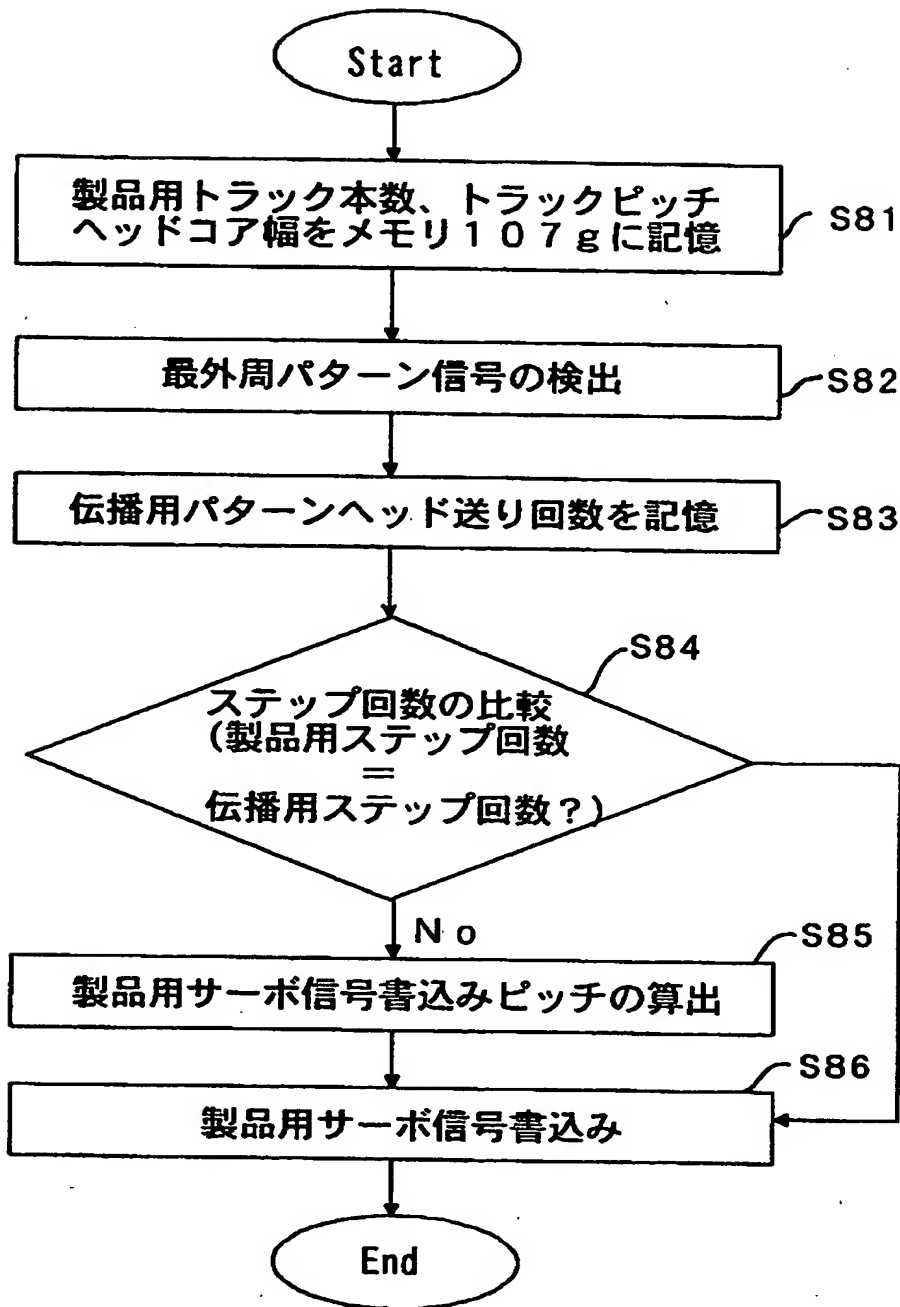 Start
製品用トラック本数、トラックピッチ
ヘッドコア幅をメモリ107gに記憶
S81
最外周パターン信号の検出
S82
伝播用パターンヘッド送り回数を記憶
S83
S84
ステップ回数の比較
(製品用ステップ回数
=
伝播用ステップ回数?)
No
S85
製品用サーボ信号書込みピッチの算出
S86
製品用サーボ信号書込み
End